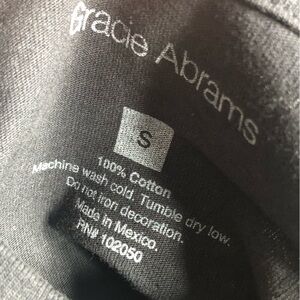 Gracie Abrams
S
100% Cotton
Machine wash cold. Tumble dry low.
Do not iron decoration.
Made in Mexico.
RN# 102050